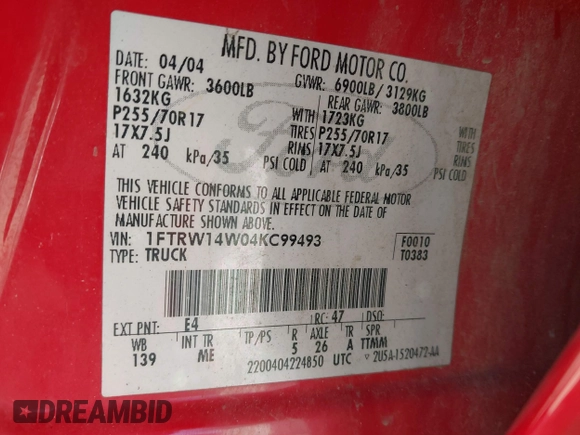 MFD. BY FORD MOTOR CO.
DATE: 04/04 GVWR: 6900LB / 3129KG
FRONT GAWR: 3600LB REAR GAWR: 3800LB
1632KG WITH 1723KG WITH
P255/70R17 TIRES P255/70R17 TIRES
17X7.5J RIMS 17X7.5J RIMS
AT 240 kPa/35 PSI COLD AT 240 kPa/35 PSI COLD
THIS VEHICLE CONFORMS TO ALL APPLICABLE FEDERAL MOTOR
VEHICLE SAFETY STANDARDS IN EFFECT ON THE DATE OF
MANUFACTURE SHOWN ABOVE.
VIN: 1FTRW14W04KC99493 F0010
TYPE: TRUCK T0383
Ford
EXT PNT: E4 RC: 47 DSO:
WB INT TR TP/PS R AXLE TR SPR
139 ME 5 26 A TTMM
2200404224850 UTC 2U5A-1520472-AA
DREAMBID